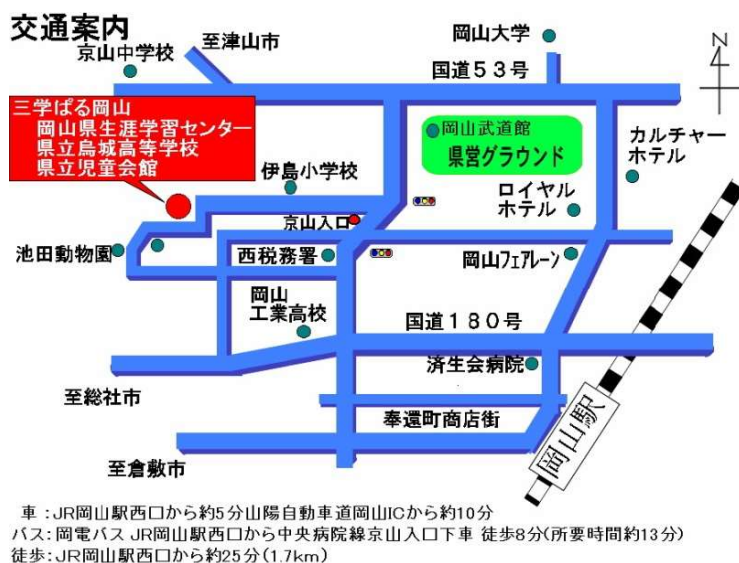 交通案内
京山中学校
至津山市
岡山大学
国道53号
N
三学ぱる岡山
岡山県生涯学習センター
県立烏城高等学校
県立児童会館
岡山武道館
県営グラウンド
カルチャー
ホテル
伊島小学校
ロイヤル
ホテル
京山入口
池田動物園
西税務署
岡山フェアレーン
岡山
工業高校
国道180号
済生会病院
至総社市
奉還町商店街
岡山駅
至倉敷市
車:JR岡山駅西口から約5分山陽自動車道岡山ICから約10分
バス:岡電バス JR岡山駅西口から中央病院線京山入口下車 徒歩8分(所要時間約13分)
徒歩:JR岡山駅西口から約25分(1.7km)